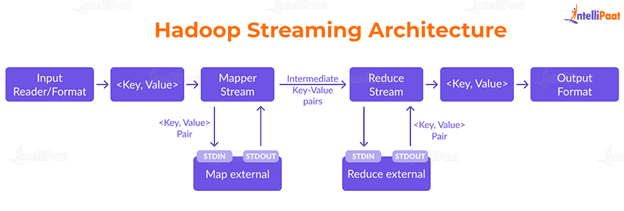 IntelliPaat
Hadoop Streaming Architecture
Input
Reader/Format
<Key, Value>
Mapper
Stream
Intermediate
Key-Value
pairs
Reduce
Stream
<Key, Value>
Output
Format
<Key, Value>
Pair
<Key, Value>
Pair
STDIN
STDOUT
Map external
STDIN
STDOUT
Reduce external